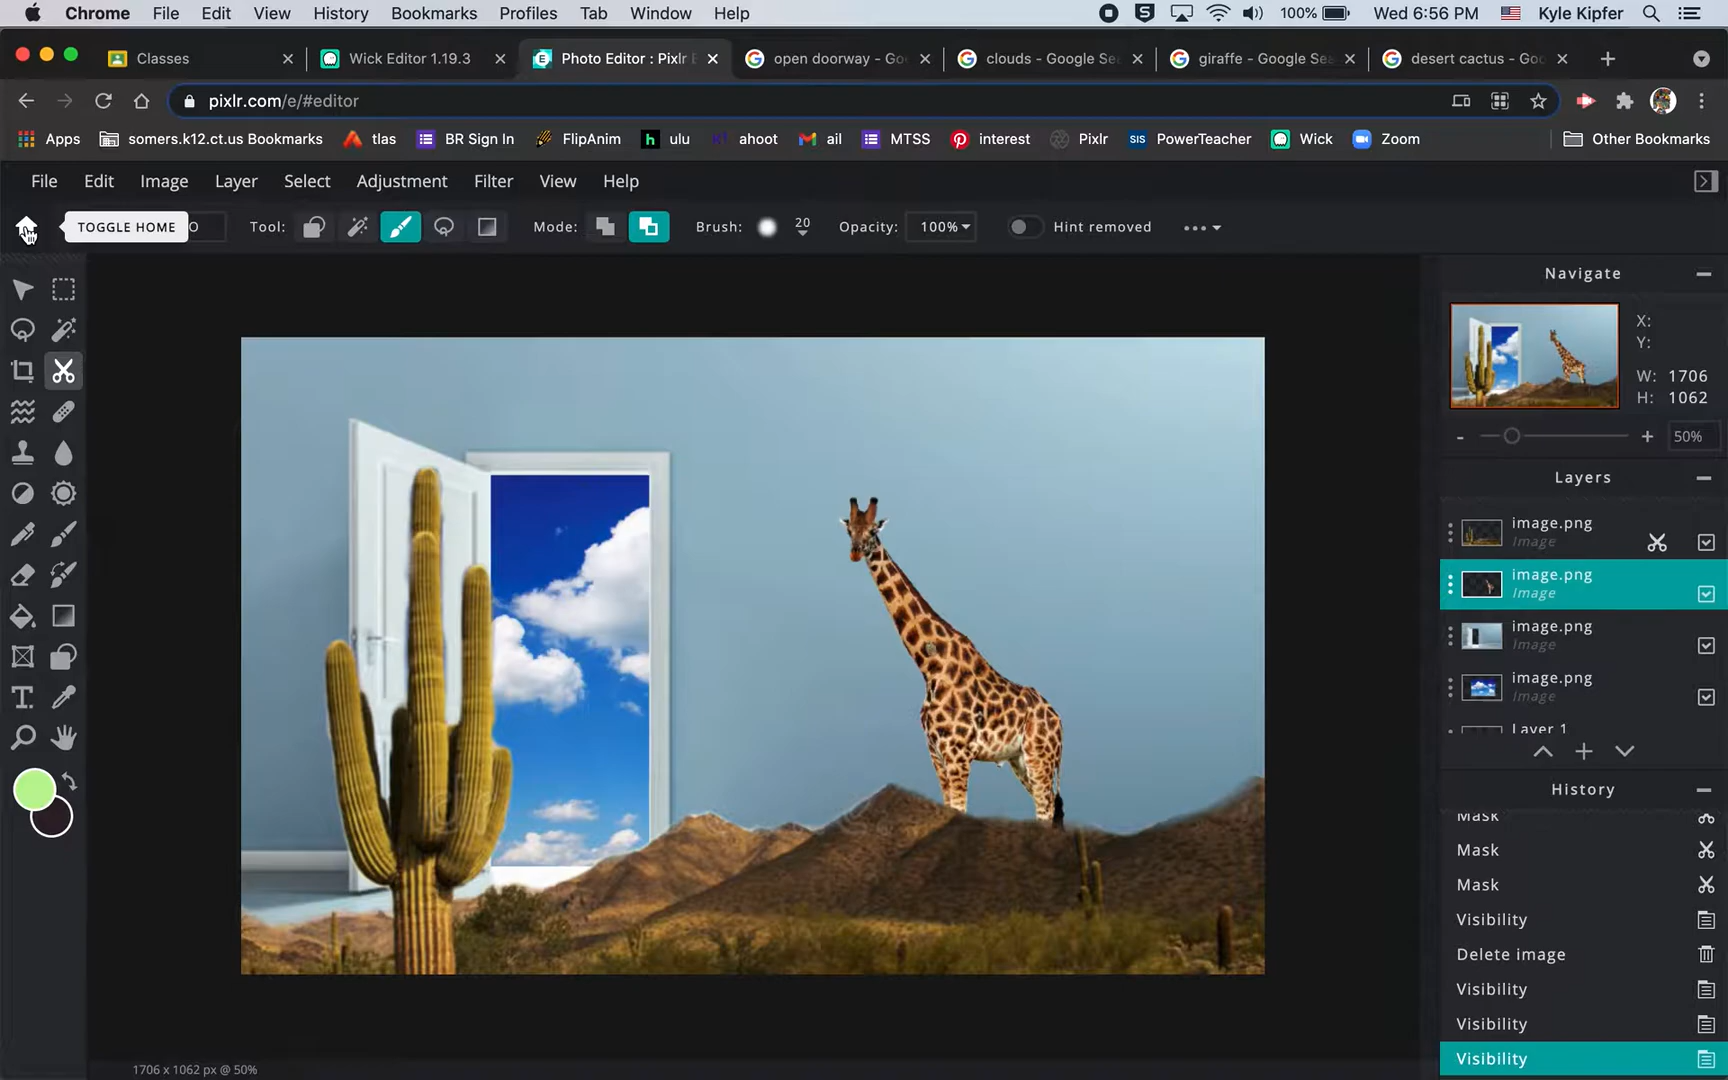 Chrome File Edit View History Bookmarks Profiles Tab Window Help 100% Wed 6:56 PM Kyle Kipfer
Classes Wick Editor 1.19.3 Photo Editor : Pixlr E open doorway - Go clouds - Google Se giraffe - Google Sea desert cactus - Goo
pixlr.com/e/#editor
Apps somers.k12.ct.us Bookmarks tlas BR Sign In FlipAnim ulu ahoot ail MTSS interest Pixlr SIS PowerTeacher Wick Zoom Other Bookmarks
File Edit Image Layer Select Adjustment Filter View Help
TOGGLE HOME Tool: Mode: Brush: 20 Opacity: 100% Hint removed
Navigate
X:
Y:
W: 1706
H: 1062
- + 50%
Layers
image.png
Image
image.png
Image
image.png
Image
image.png
Image
Layer 1
History
Mask
Mask
Mask
Visibility
Delete image
Visibility
Visibility
Visibility
1706 x 1062 px @ 50%